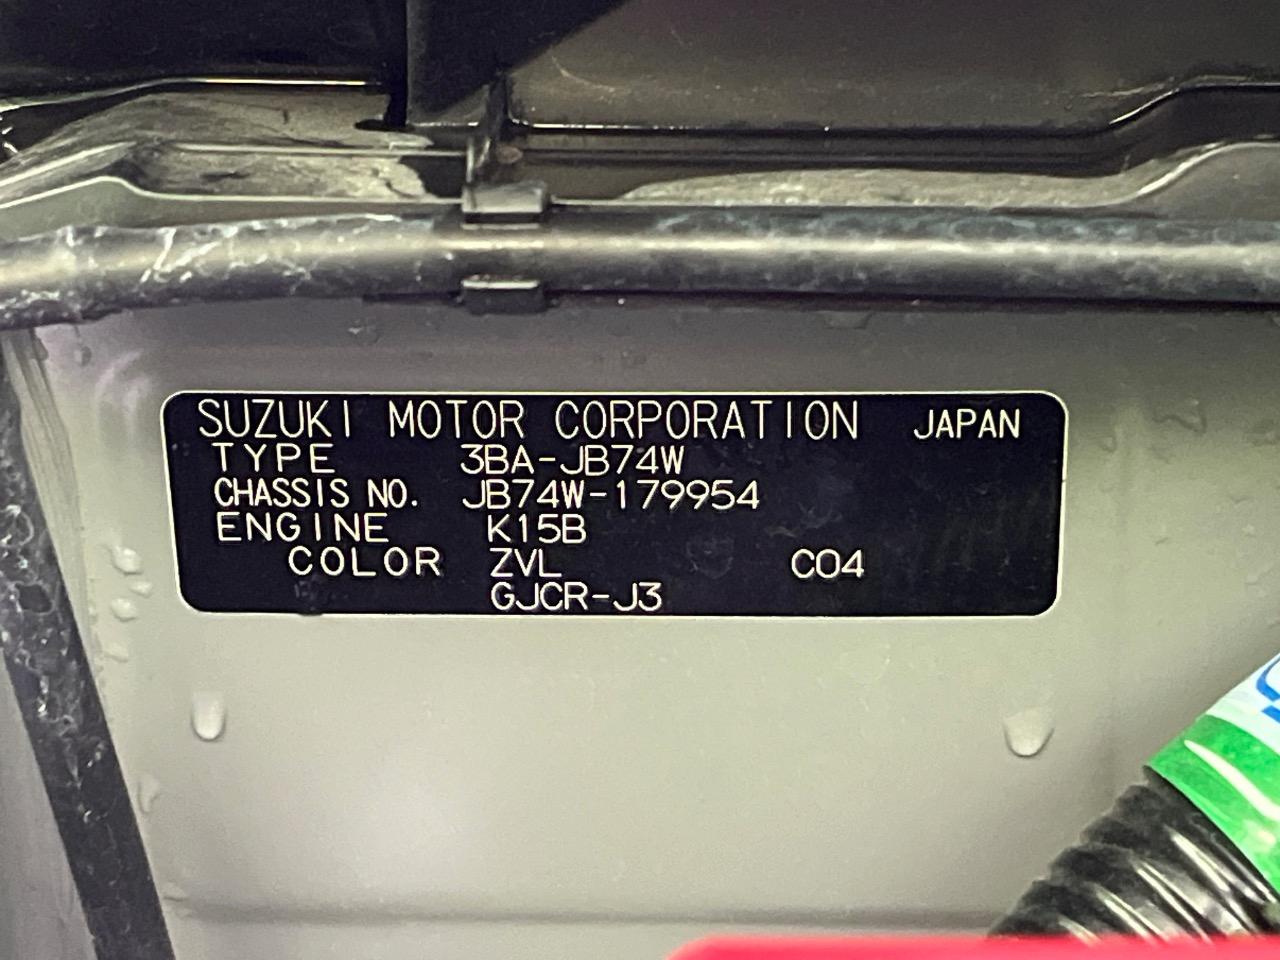 SUZUKI MOTOR CORPORATION JAPAN
TYPE 3BA-JB74W
CHASSIS NO. JB74W-179954
ENGINE K15B
COLOR ZVL C04
GJCR-J3